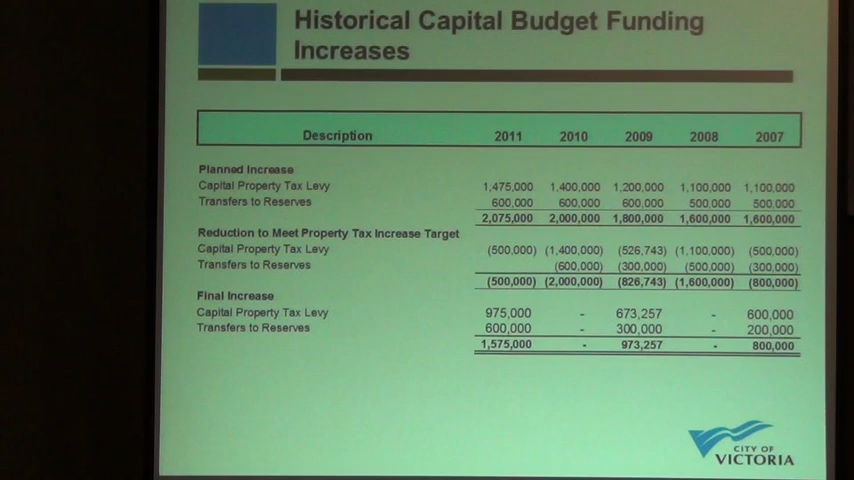 Historical Capital Budget Funding
Increases
Description 2011 2010 2009 2008 2007
Planned Increase
Capital Property Tax Levy 1,475,000 1,400,000 1,200,000 1,100,000 1,100,000
Transfers to Reserves 600,000 600,000 600,000 500,000 500,000
2,075,000 2,000,000 1,800,000 1,600,000 1,600,000
Reduction to Meet Property Tax Increase Target
Capital Property Tax Levy (500,000) (1,400,000) (526,743) (1,100,000) (500,000)
Transfers to Reserves (600,000) (300,000) (500,000) (300,000)
(500,000) (2,000,000) (826,743) (1,600,000) (800,000)
Final Increase
Capital Property Tax Levy 975,000 - 673,257 - 600,000
Transfers to Reserves 600,000 - 300,000 - 200,000
1,575,000 - 973,257 - 800,000
CITY OF
VICTORIA